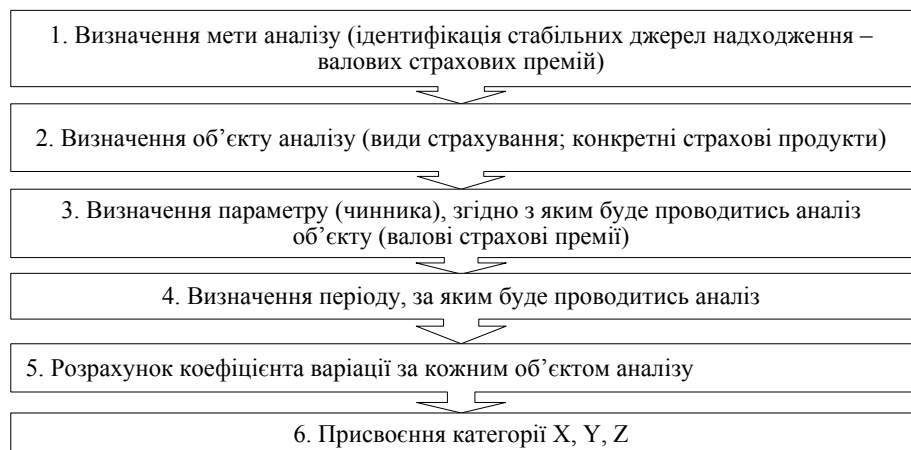 1. Визначення мети аналізу (ідентифікація стабільних джерел надходження –
валових страхових премій)
2. Визначення об’єкту аналізу (види страхування; конкретні страхові продукти)
3. Визначення параметру (чинника), згідно з яким буде проводитись аналіз
об’єкту (валові страхові премії)
4. Визначення періоду, за яким буде проводитись аналіз
5. Розрахунок коефіцієнта варіації за кожним об’єктом аналізу
6. Присвоєння категорії X, Y, Z